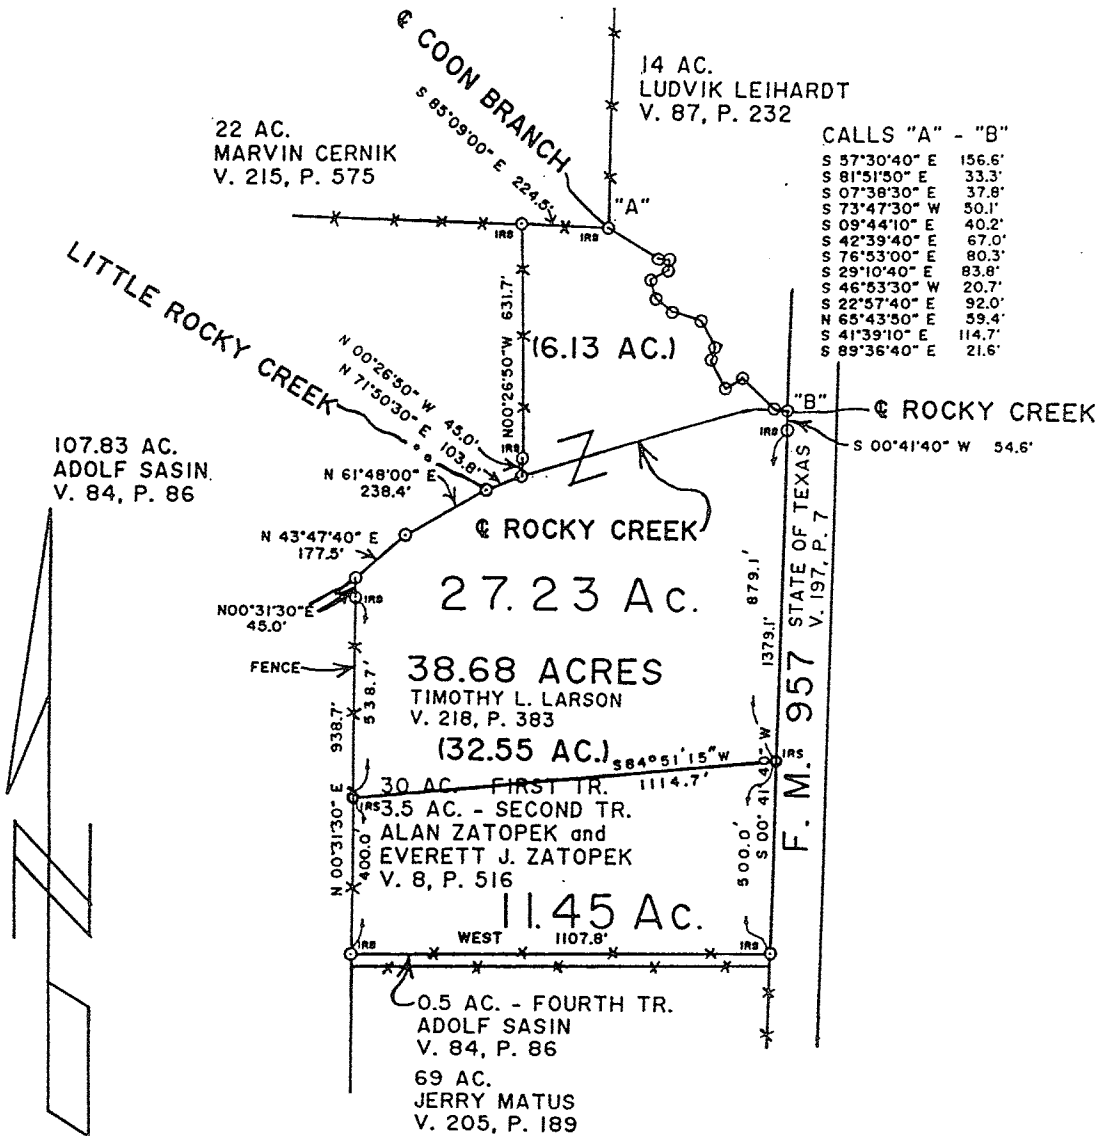 ℄ COON BRANCH
S 85°09'00" E 224.5'
14 AC.
LUDVIK LEIHARDT
V. 87, P. 232
22 AC.
MARVIN CERNIK
V. 215, P. 575
CALLS "A" - "B"
S 57°30'40" E 156.6'
S 81°51'50" E 33.3'
S 07°38'30" E 37.8'
S 73°47'30" W 50.1'
S 09°44'10" E 40.2'
S 42°39'40" E 67.0'
S 76°53'00" E 80.3'
S 29°10'40" E 83.8'
S 46°53'30" W 20.7'
S 22°57'40" E 92.0'
N 65°43'50" E 59.4'
S 41°39'10" E 114.7'
S 89°36'40" E 21.6'
"A"
IRS
IRS
LITTLE ROCKY CREEK
N00°26'50"W 631.7'
(6.13 AC.)
N 00°26'50" W 45.0'
N 71°50'30" E 103.8'
IRS
"B"
℄ ROCKY CREEK
IRS
S 00°41'40" W 54.6'
107.83 AC.
ADOLF SASIN
V. 84, P. 86
N 61°48'00" E
238.4'
Z
℄ ROCKY CREEK
N 43°47'40" E
177.5'
STATE OF TEXAS
V. 197, P. 7
27.23 Ac.
879.1'
1379.1'
N00°31'30"E
45.0'
IRS
FENCE
38.68 ACRES
TIMOTHY L. LARSON
V. 218, P. 383
(32.55 AC.)
538.7'
N 00°31'30" E 938.7'
S84°51'15"W
1114.7'
IRS
F. M. 957
S 00°41'40" W
30 AC. - FIRST TR.
IRS
3.5 AC. - SECOND TR.
ALAN ZATOPEK and
EVERETT J. ZATOPEK
V. 8, P. 516
400.0'
500.0'
11.45 Ac.
WEST 1107.8'
IRS
IRS
0.5 AC. - FOURTH TR.
ADOLF SASIN
V. 84, P. 86
69 AC.
JERRY MATUS
V. 205, P. 189
N